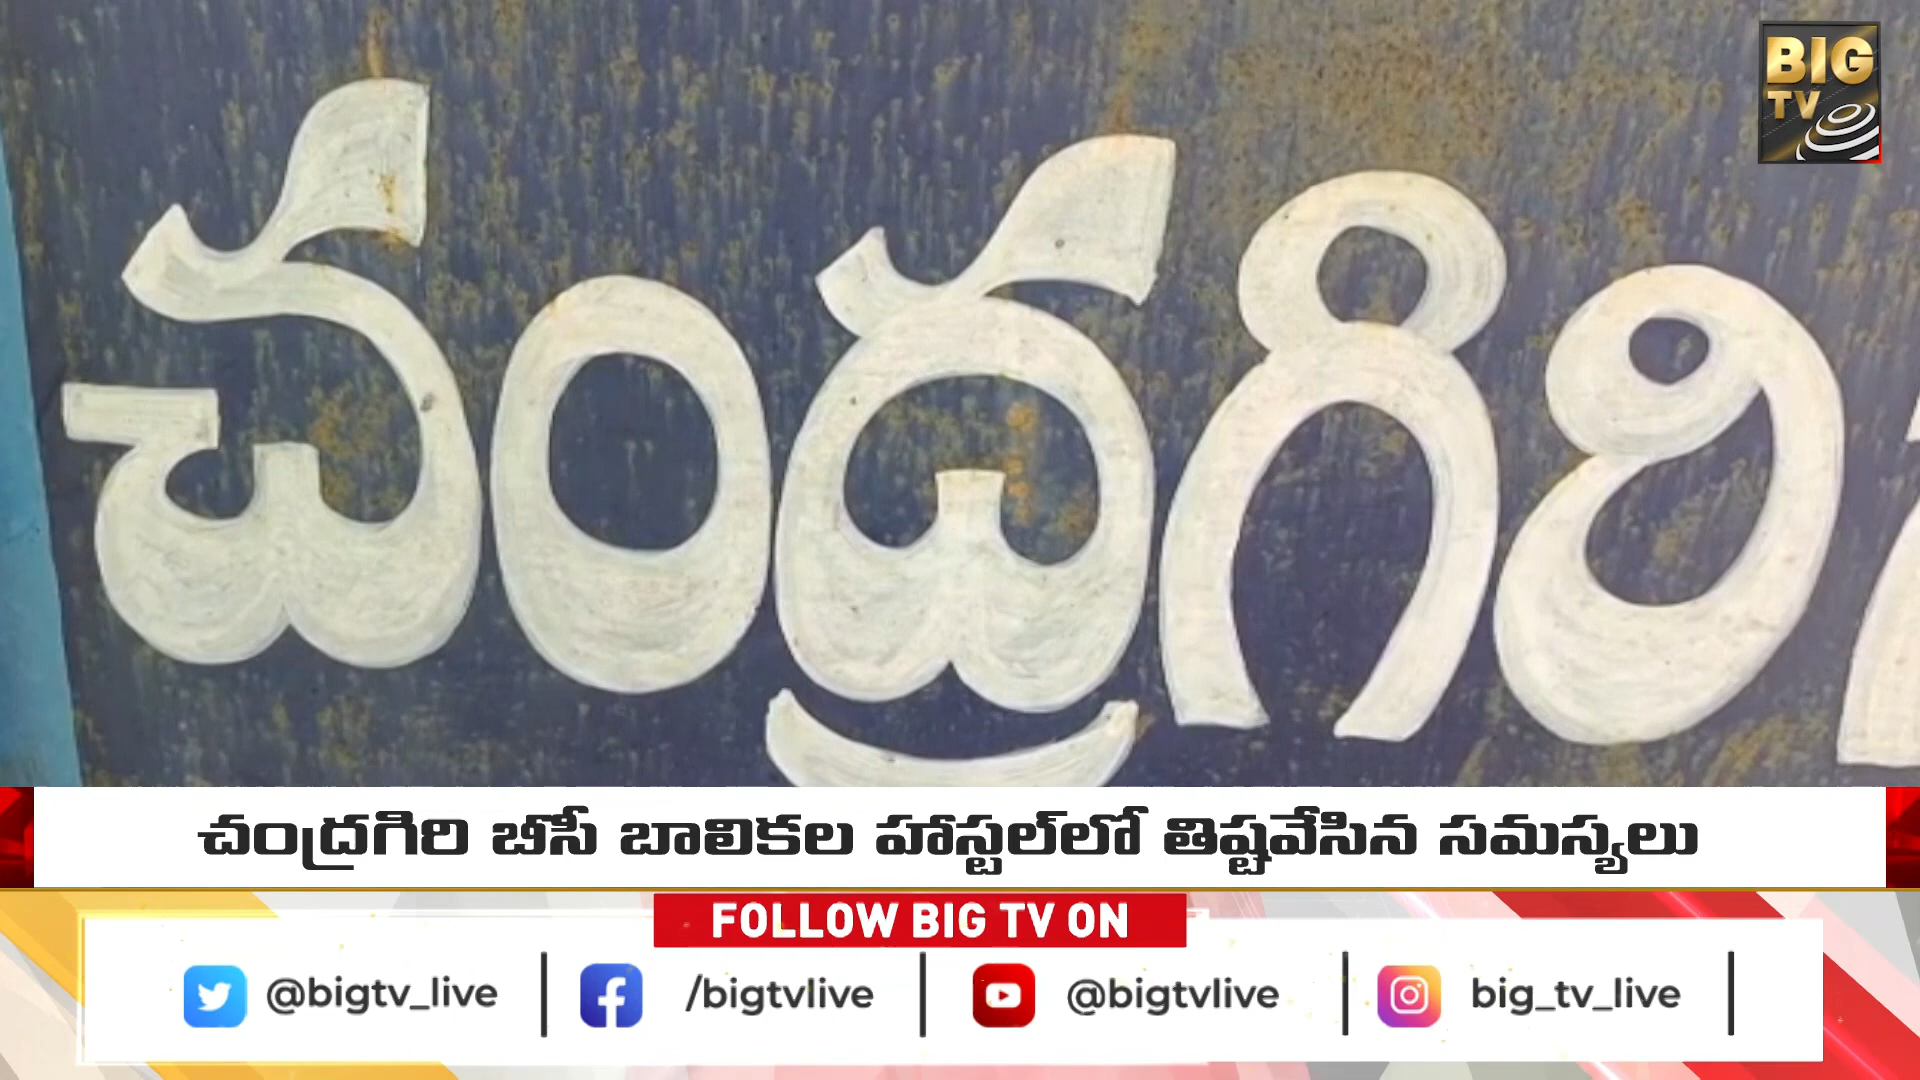 BIG
TV
చంద్రగిరి
చంద్రగిరి బీసీ బాలికల హాస్టల్‌లో తిష్టవేసిన సమస్యలు
FOLLOW BIG TV ON
@bigtv_live /bigtvlive @bigtvlive big_tv_live